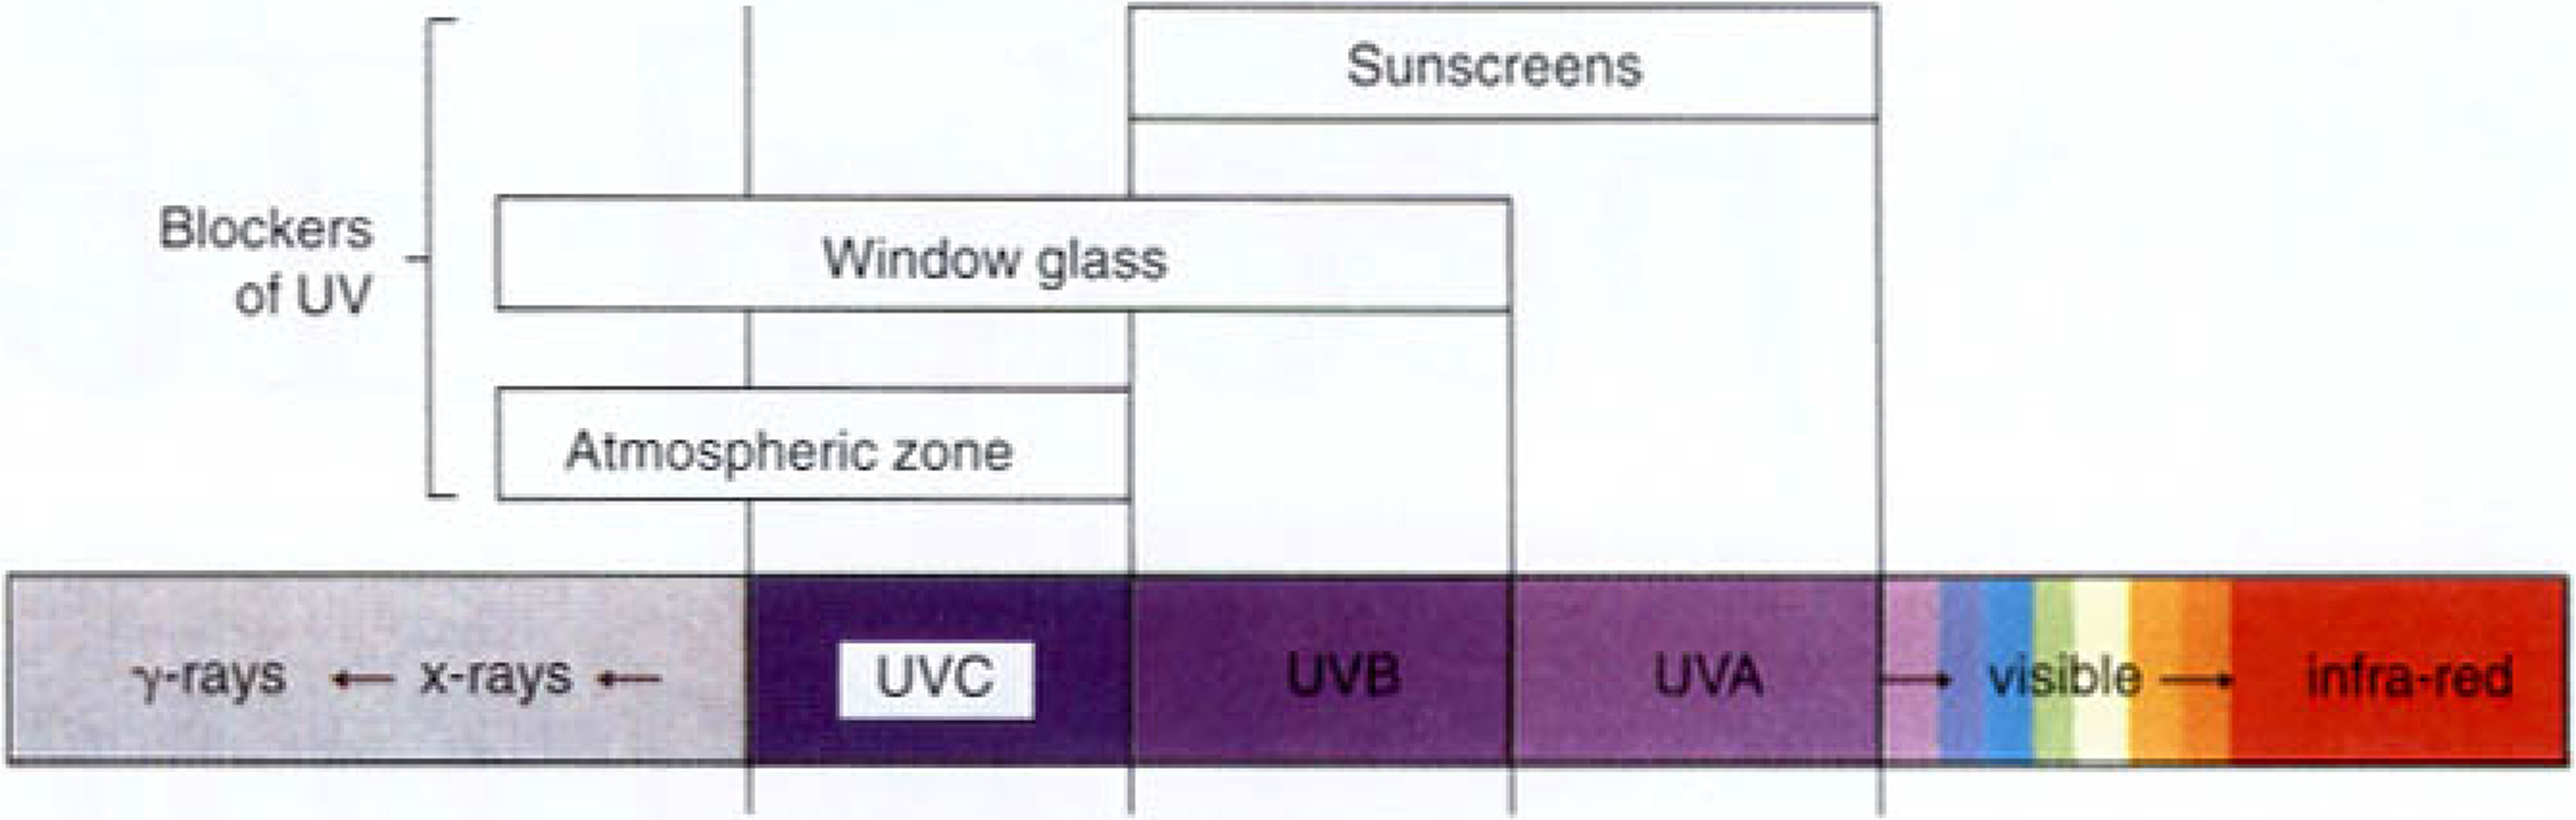 Sunscreens
Blockers
of UV
Window glass
Atmospheric zone
γ-rays ← x-rays ← UVC UVB UVA → visible → infra-red